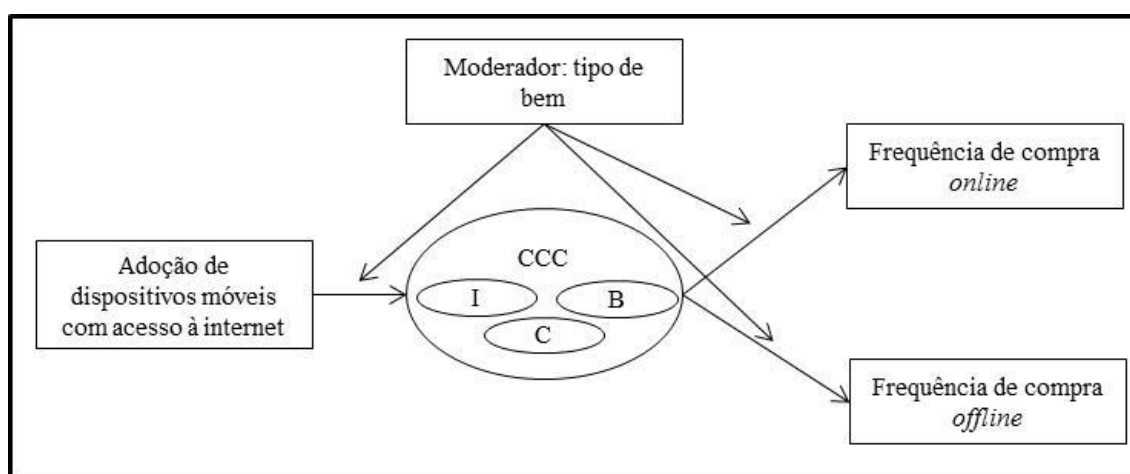 Moderador: tipo de
bem
Frequência de compra
online
CCC
Adoção de
dispositivos móveis
com acesso à internet
I
B
C
Frequência de compra
offline